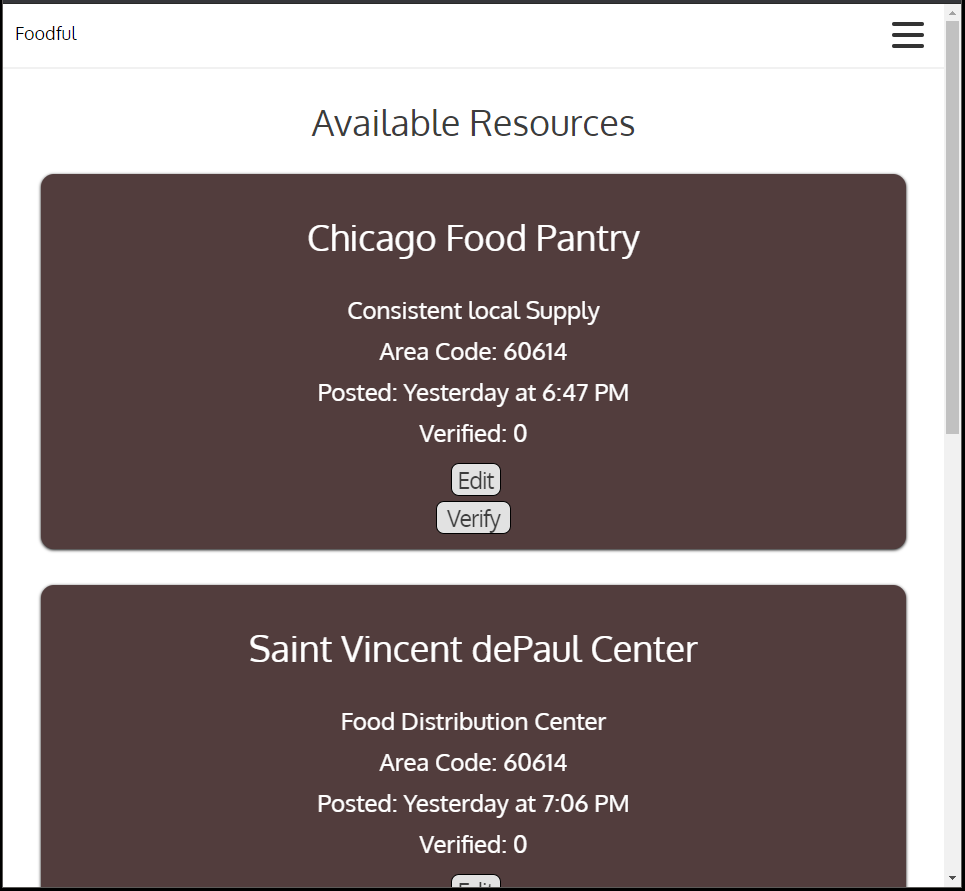 Foodful
Available Resources
Chicago Food Pantry
Consistent local Supply
Area Code: 60614
Posted: Yesterday at 6:47 PM
Verified: 0
Edit
Verify
Saint Vincent dePaul Center
Food Distribution Center
Area Code: 60614
Posted: Yesterday at 7:06 PM
Verified: 0
Edit